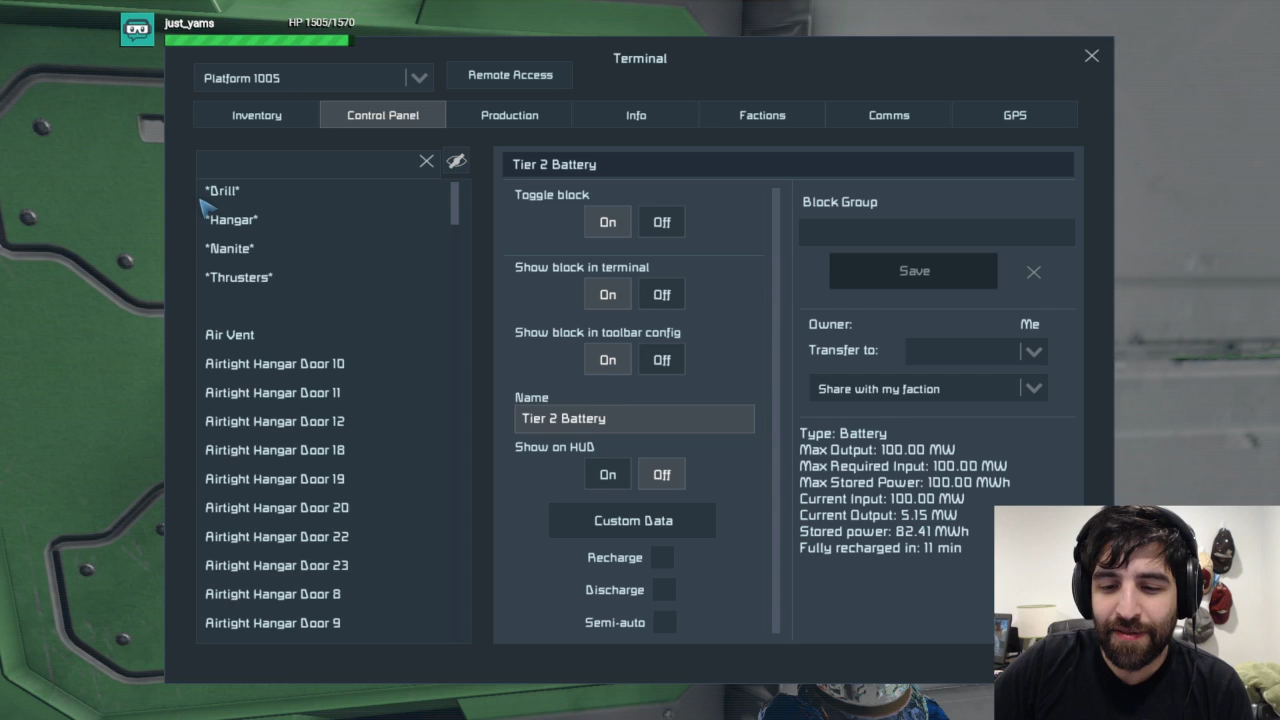 just_yams
HP 1505/1570
Terminal
Platform 1005
Remote Access
Inventory
Control Panel
Production
Info
Factions
Comms
GPS
*Drill*
*Hangar*
*Nanite*
*Thrusters*
Air Vent
Airtight Hangar Door 10
Airtight Hangar Door 11
Airtight Hangar Door 12
Airtight Hangar Door 18
Airtight Hangar Door 19
Airtight Hangar Door 20
Airtight Hangar Door 22
Airtight Hangar Door 23
Airtight Hangar Door 8
Airtight Hangar Door 9
Tier 2 Battery
Toggle block
On Off
Show block in terminal
On Off
Show block in toolbar config
On Off
Name
Tier 2 Battery
Show on HUD
On Off
Custom Data
Recharge
Discharge
Semi-auto
Block Group
Save
Owner: Me
Transfer to:
Share with my faction
Type: Battery
Max Output: 100.00 MW
Max Required Input: 100.00 MW
Max Stored Power: 100.00 MWh
Current Input: 100.00 MW
Current Output: 5.15 MW
Stored power: 82.41 MWh
Fully recharged in: 11 min